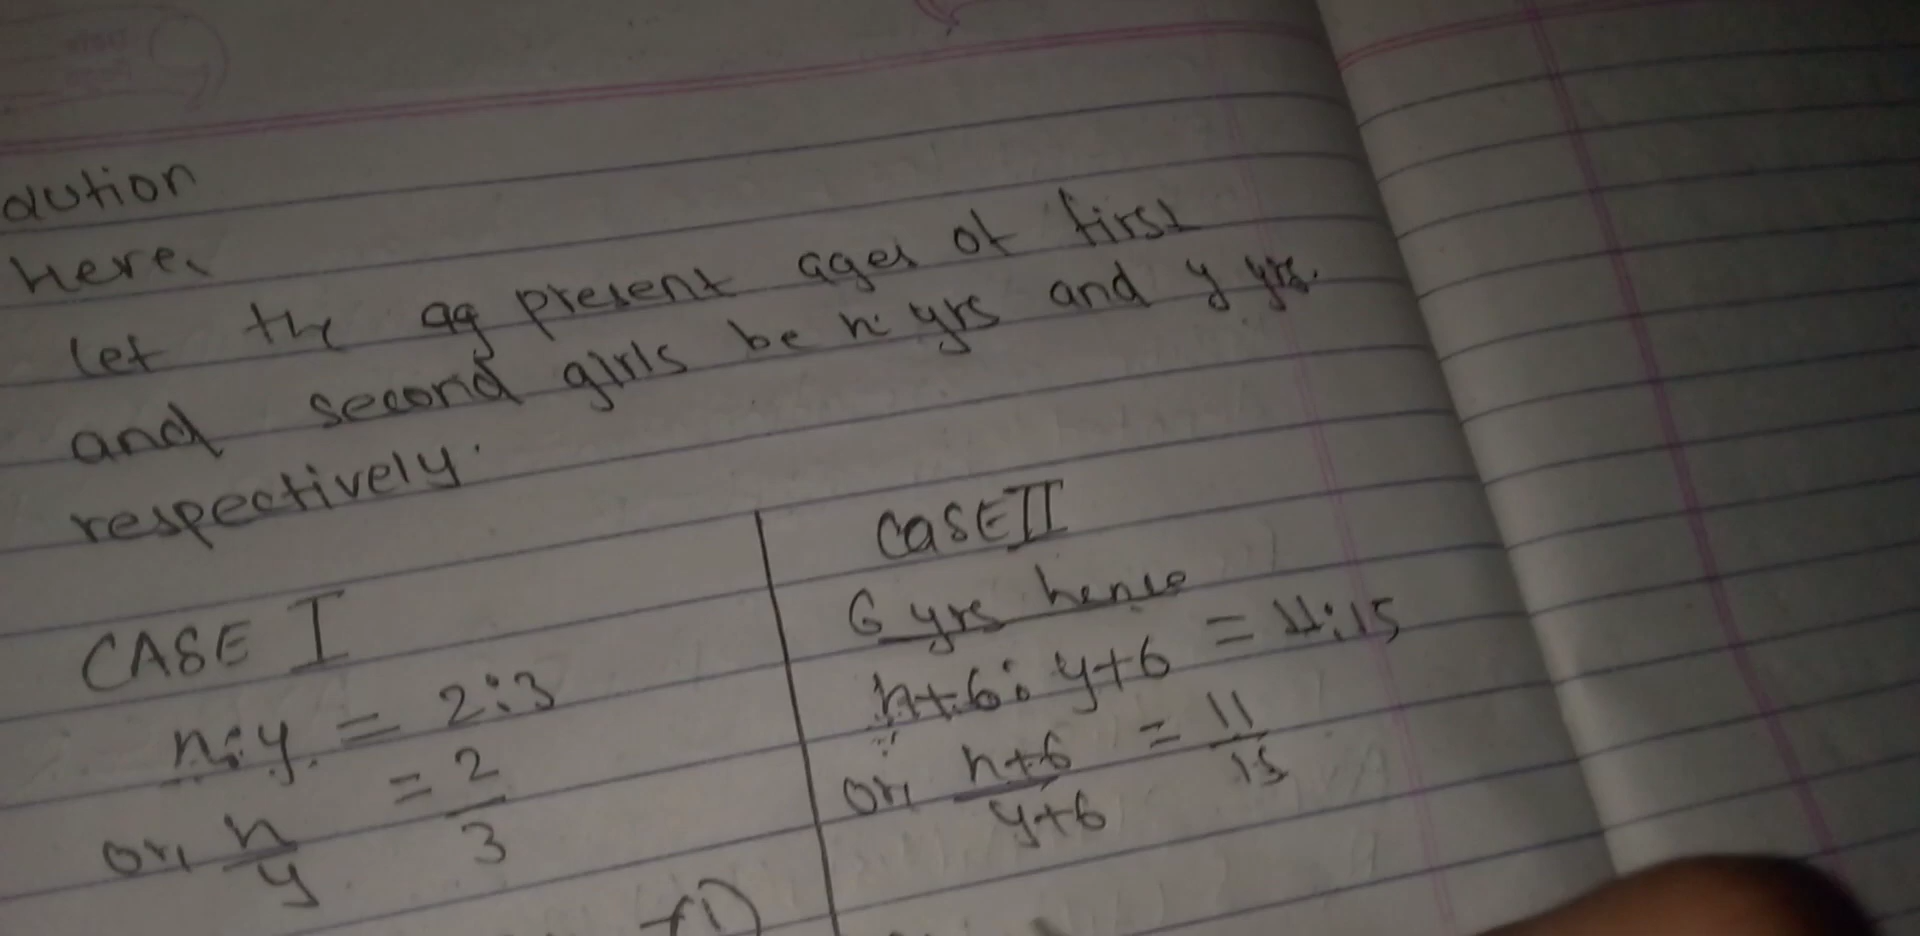 olution
here,
let the ag present ages of first
and second girls be x yrs and y yrs.
respectively.
CASE I
x:y = 2:3
or, x/y = 2/3
(1)
CASE II
6 yrs hence
x+6 : y+6 = 11:15
or, x+6/y+6 = 11/15